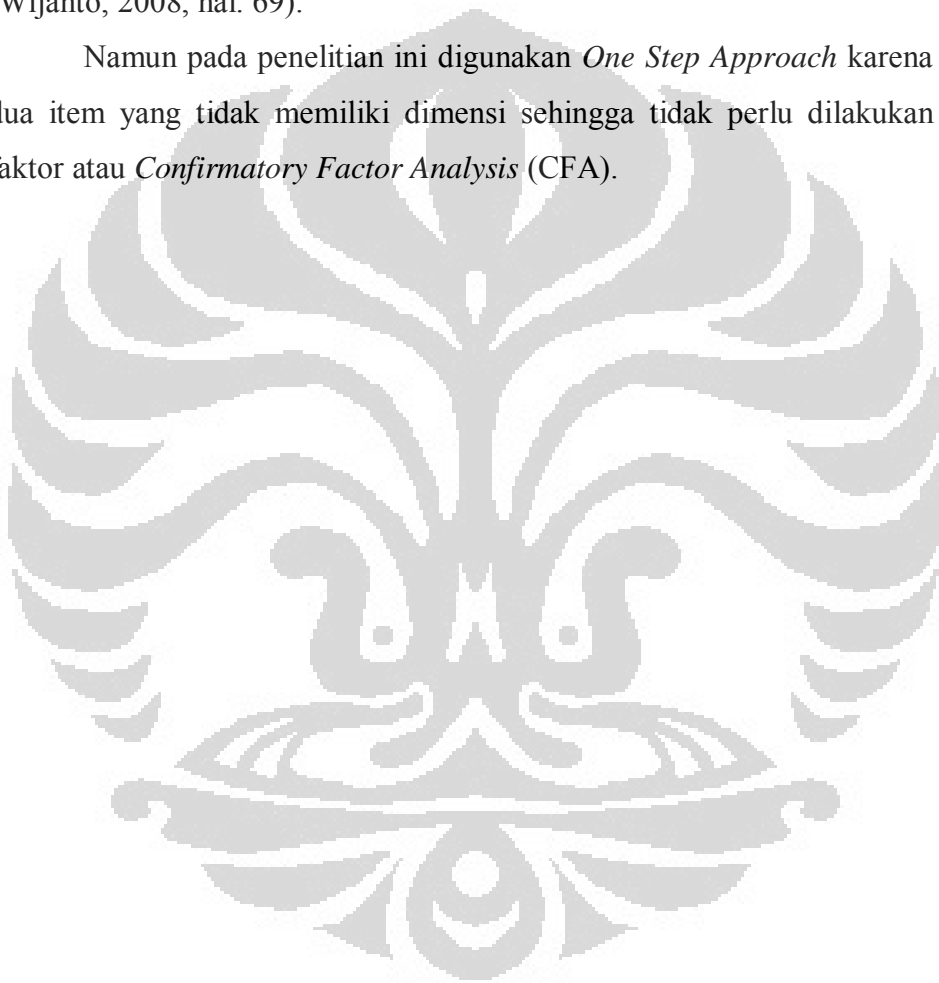 Wijanto, 2008, hal. 69).
Namun pada penelitian ini digunakan One Step Approach karena
dua item yang tidak memiliki dimensi sehingga tidak perlu dilakukan
faktor atau Confirmatory Factor Analysis (CFA).